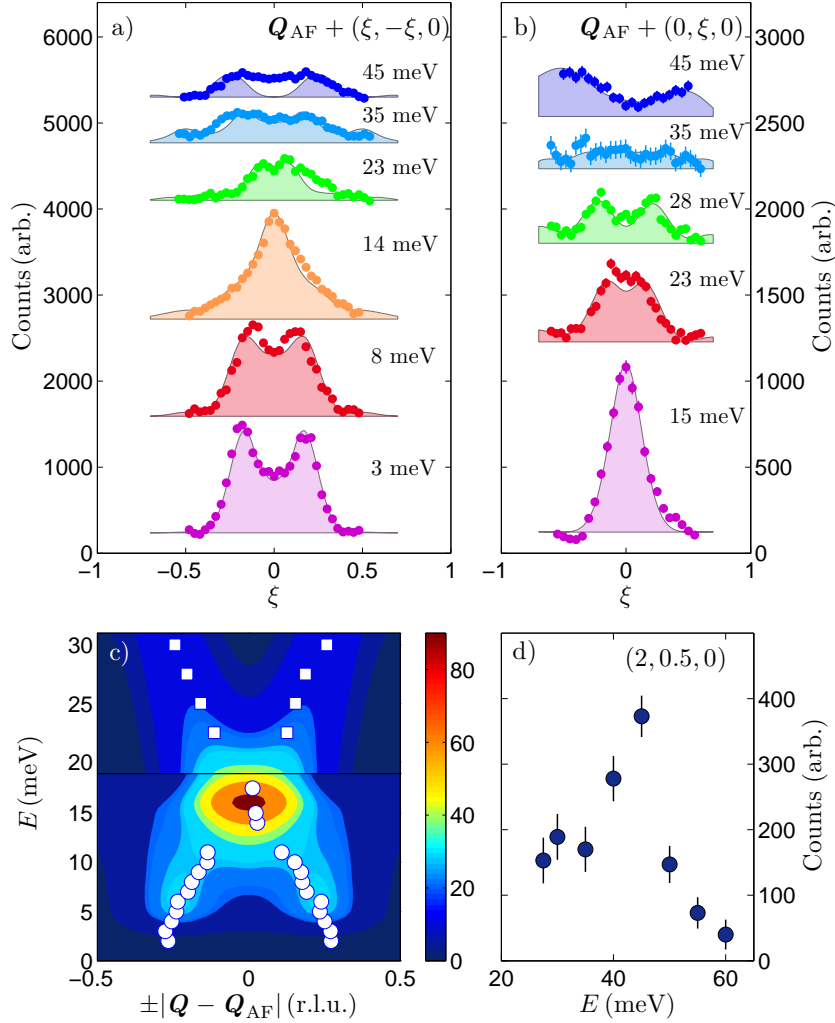 a)
Q_AF + (ξ, −ξ, 0)
6000
5000
4000
3000
2000
1000
0
Counts (arb.)
45 meV
35 meV
23 meV
14 meV
8 meV
3 meV
−1
−0.5
0
0.5
1
ξ
b)
Q_AF + (0, ξ, 0)
45 meV
35 meV
28 meV
23 meV
15 meV
3000
2500
2000
1500
1000
500
0
Counts (arb.)
−1
0
1
ξ
c)
30
25
20
15
10
5
0
E (meV)
−0.5
0
0.5
±|Q − Q_AF| (r.l.u.)
80
60
40
20
0
d)
(2, 0.5, 0)
400
300
200
100
0
Counts (arb.)
20
40
60
E (meV)